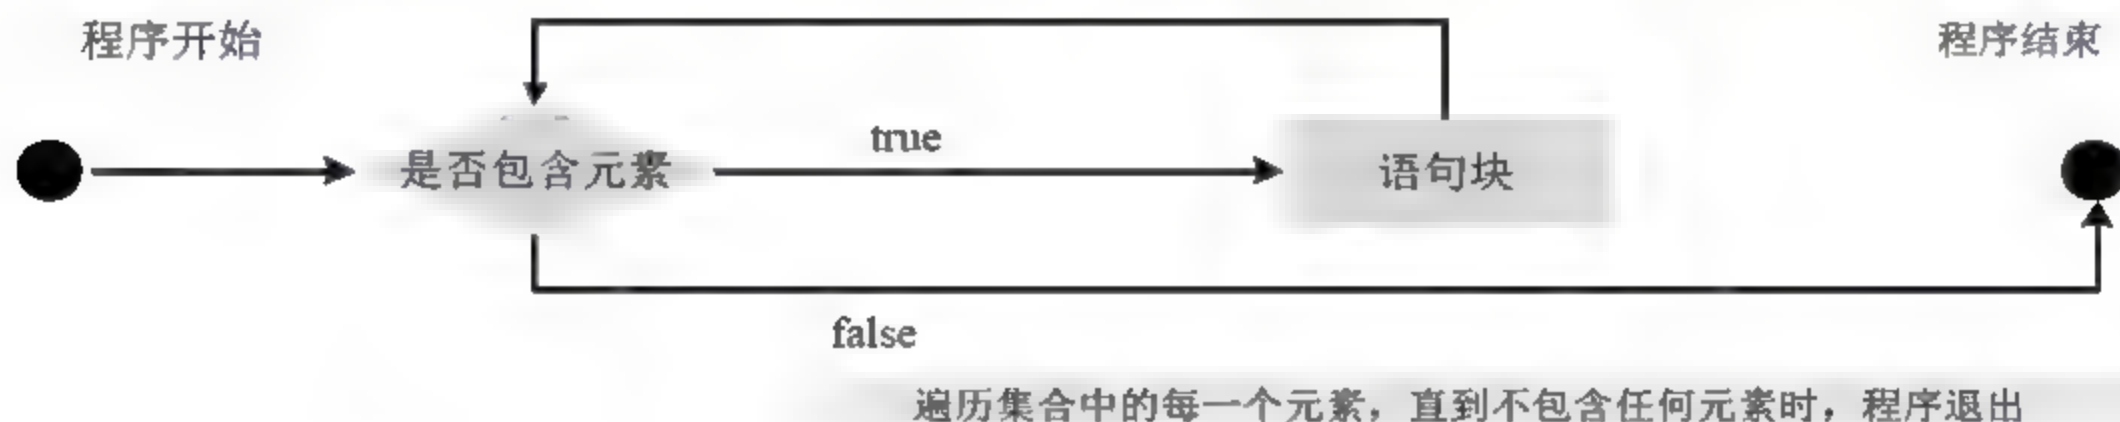 程序开始
程序结束
true
是否包含元素
语句块
false
遍历集合中的每一个元素，直到不包含任何元素时，程序退出